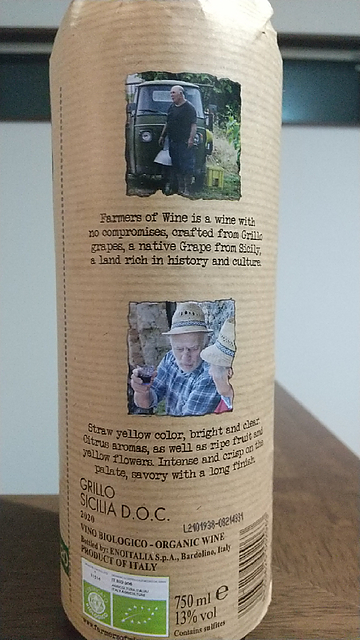 Farmers of Wine is a wine with
no compromises, crafted from Grillo
grapes, a native Grape from Sicily,
a land rich in history and culture.
Straw yellow color, bright and clear.
Citrus aromas, as well as ripe fruit and
yellow flowers. Intense and crisp on the
palate, savory with a long finish.
GRILLO
SICILIA D.O.C.
2020
VINO BIOLOGICO - ORGANIC WINE
Bottled by: ENOITALIA S.p.A., Bardolino, Italy
PRODUCT OF ITALY
750 ml e
13% vol
Contains sulfites